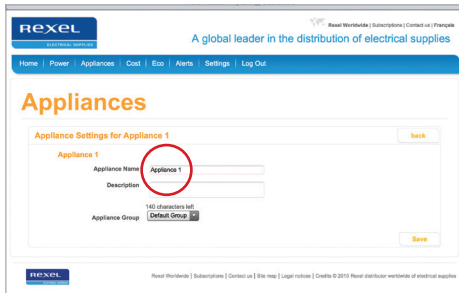 Rexel
ELECTRICAL SUPPLIES
Rexel Worldwide | Subscriptions | Contact us | Français
A global leader in the distribution of electrical supplies
Home | Power | Appliances | Cost | Eco | Alerts | Settings | Log Out
Appliances
Appliance Settings for Appliance 1
back
Appliance 1
Appliance Name Appliance 1
Description
140 characters left
Appliance Group Default Group
Save
Rexel
Rexel Worldwide | Subscriptions | Contact us | Site map | Legal notices | Credits © 2010 Rexel distributor worldwide of electrical supplies